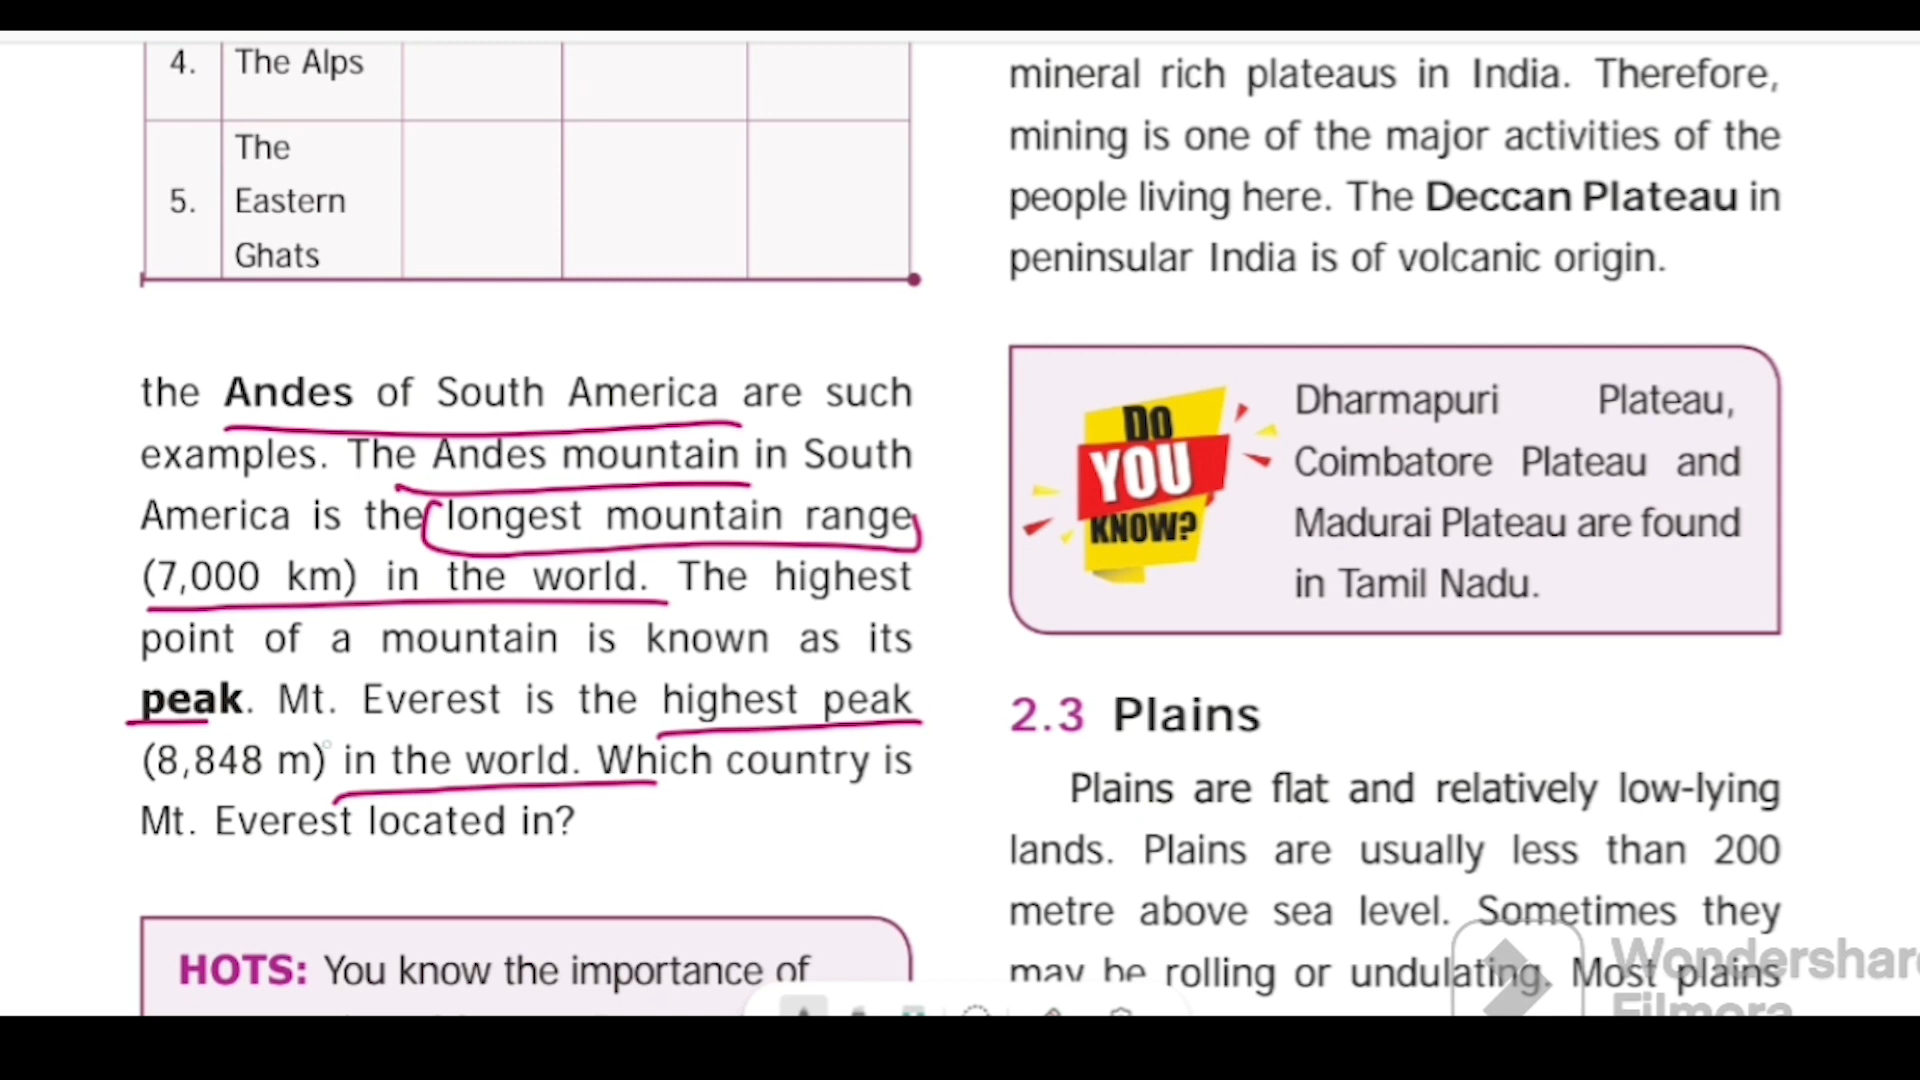 4. The Alps
5. The
Eastern
Ghats
the Andes of South America are such
examples. The Andes mountain in South
America is the longest mountain range
(7,000 km) in the world. The highest
point of a mountain is known as its
peak. Mt. Everest is the highest peak
(8,848 m) in the world. Which country is
Mt. Everest located in?
HOTS: You know the importance of
mineral rich plateaus in India. Therefore,
mining is one of the major activities of the
people living here. The Deccan Plateau in
peninsular India is of volcanic origin.
DO
YOU
KNOW?
Dharmapuri Plateau,
Coimbatore Plateau and
Madurai Plateau are found
in Tamil Nadu.
2.3 Plains
Plains are flat and relatively low-lying
lands. Plains are usually less than 200
metre above sea level. Sometimes they
may be rolling or undulating. Most plains
Wondershare
Filmora